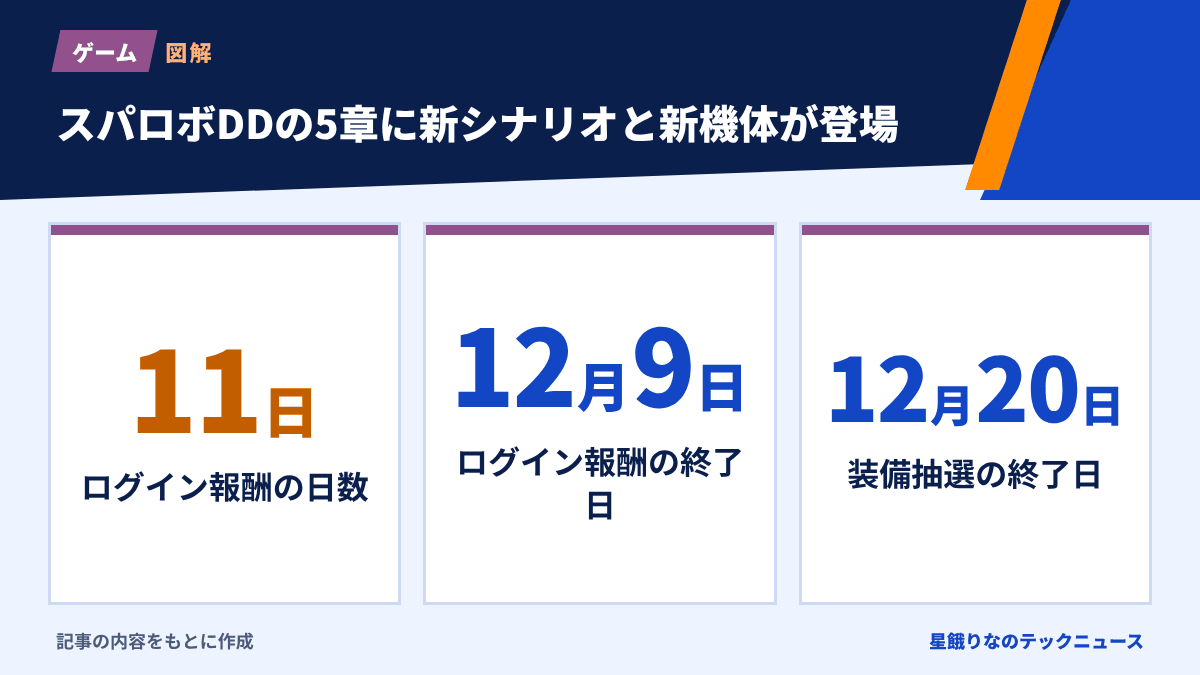 ゲーム 図解
スパロボDDの5章に新シナリオと新機体が登場
11日
ログイン報酬の日数
12月9日
ログイン報酬の終了
日
12月20日
装備抽選の終了日
記事の内容をもとに作成
星餓りなのテックニュース